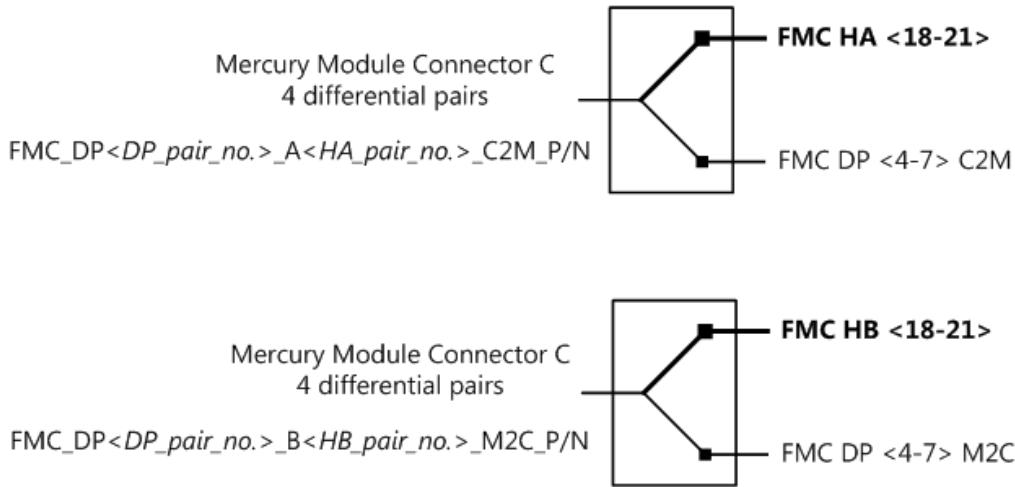 FMC HA <18-21>
Mercury Module Connector C
4 differential pairs
FMC_DP<DP_pair_no.>_A<HA_pair_no.>_C2M_P/N
FMC DP <4-7> C2M
FMC HB <18-21>
Mercury Module Connector C
4 differential pairs
FMC_DP<DP_pair_no.>_B<HB_pair_no.>_M2C_P/N
FMC DP <4-7> M2C